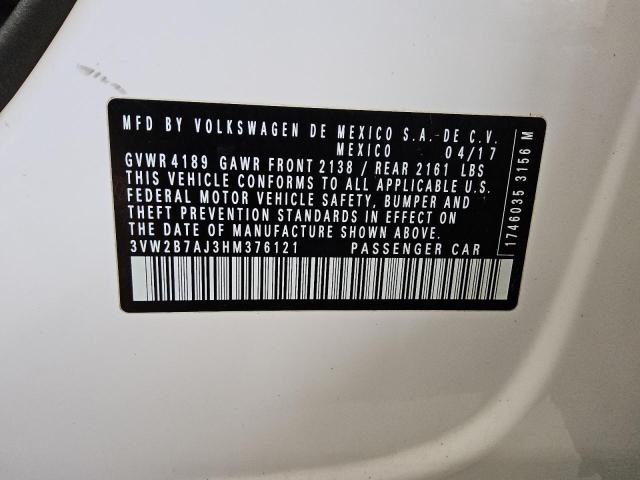 MFD BY VOLKSWAGEN DE MEXICO S.A. DE C.V.
MEXICO 04/17
GVWR 4189 GAWR FRONT 2138 / REAR 2161 LBS
THIS VEHICLE CONFORMS TO ALL APPLICABLE U.S.
FEDERAL MOTOR VEHICLE SAFETY, BUMPER AND
THEFT PREVENTION STANDARDS IN EFFECT ON
THE DATE OF MANUFACTURE SHOWN ABOVE.
3VW2B7AJ3HM376121 PASSENGER CAR
1746035 3156 M